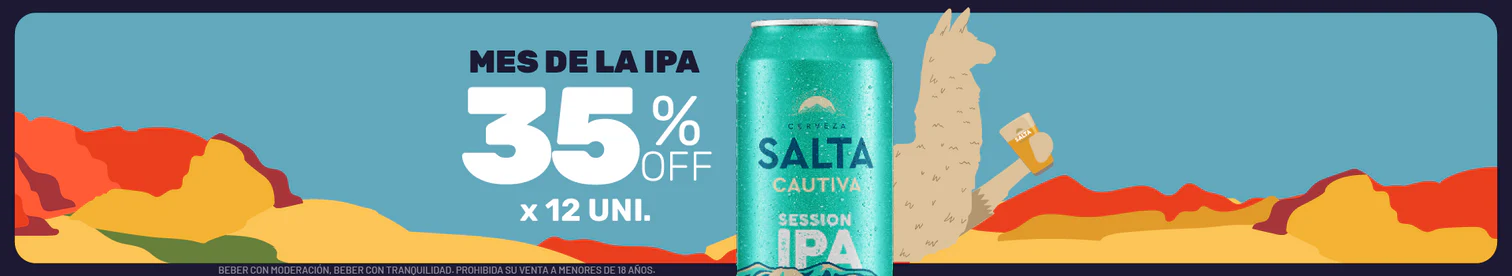 MES DE LA IPA
35%
OFF
x 12 UNI.
CERVEZA
SALTA
CAUTIVA
SESSION
IPA
SALTA
BEBER CON MODERACIÓN, BEBER CON TRANQUILIDAD. PROHIBIDA SU VENTA A MENORES DE 18 AÑOS.